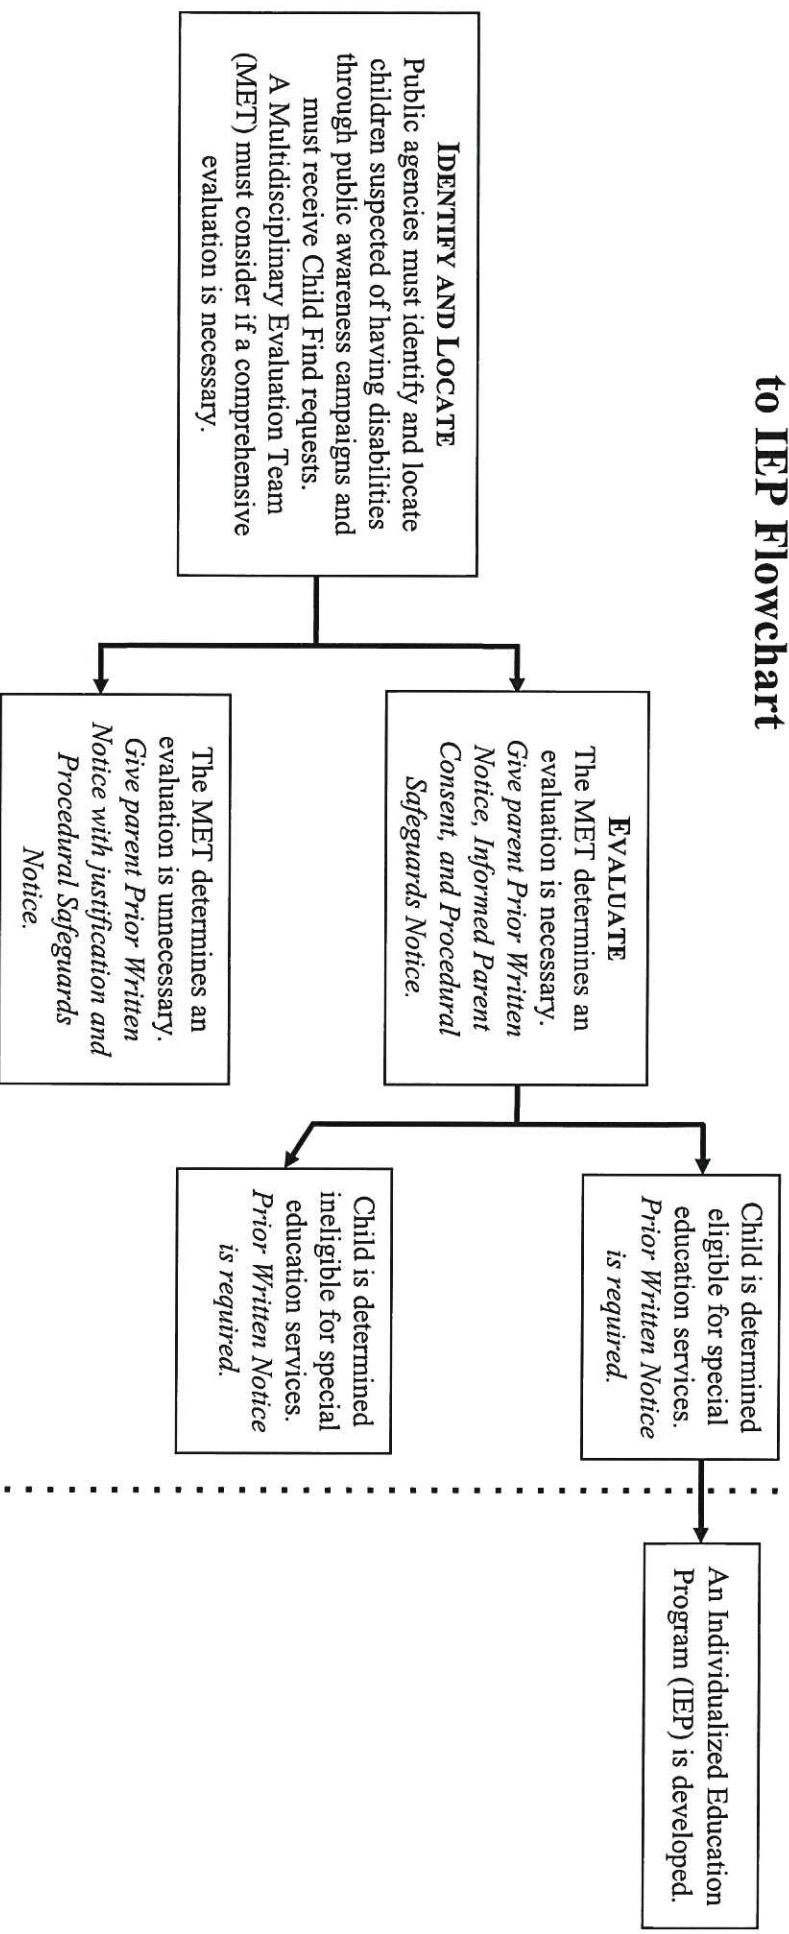 to IEP Flowchart
IDENTIFY AND LOCATE
Public agencies must identify and locate
children suspected of having disabilities
through public awareness campaigns and
must receive Child Find requests.
A Multidisciplinary Evaluation Team
(MET) must consider if a comprehensive
evaluation is necessary.
EVALUATE
The MET determines an
evaluation is necessary.
Give parent Prior Written
Notice, Informed Parent
Consent, and Procedural
Safeguards Notice.
The MET determines an
evaluation is unnecessary.
Give parent Prior Written
Notice with justification and
Procedural Safeguards
Notice.
Child is determined
eligible for special
education services.
Prior Written Notice
is required.
Child is determined
ineligible for special
education services.
Prior Written Notice
is required.
An Individualized Education
Program (IEP) is developed.